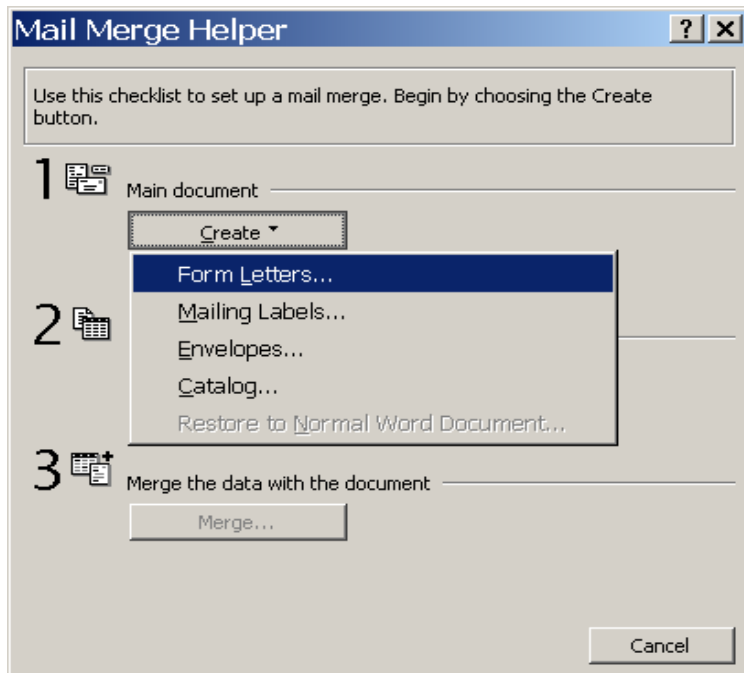 Mail Merge Helper
Use this checklist to set up a mail merge. Begin by choosing the Create
button.
1
Main document
Create
Form Letters...
Mailing Labels...
Envelopes...
Catalog...
Restore to Normal Word Document...
2
3
Merge the data with the document
Merge...
Cancel